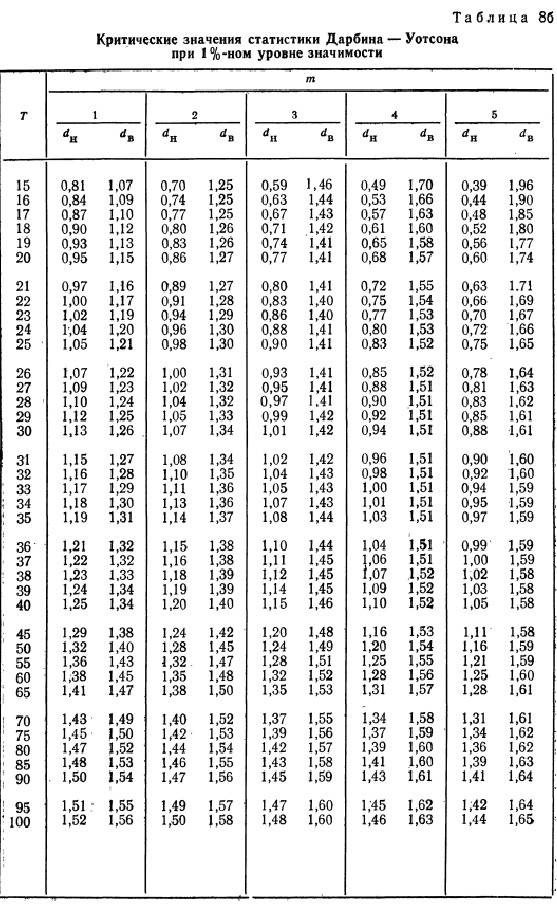 Таблица 8б
Критические значения статистики Дарбина — Уотсона
при 1%-ном уровне значимости
m
T 1 2 3 4 5
dн dв dн dв dн dв dн dв dн dв
15 0,81 1,07 0,70 1,25 0,59 1,46 0,49 1,70 0,39 1,96
16 0,84 1,09 0,74 1,25 0,63 1,44 0,53 1,66 0,44 1,90
17 0,87 1,10 0,77 1,25 0,67 1,43 0,57 1,63 0,48 1,85
18 0,90 1,12 0,80 1,26 0,71 1,42 0,61 1,60 0,52 1,80
19 0,93 1,13 0,83 1,26 0,74 1,41 0,65 1,58 0,56 1,77
20 0,95 1,15 0,86 1,27 0,77 1,41 0,68 1,57 0,60 1,74
21 0,97 1,16 0,89 1,27 0,80 1,41 0,72 1,55 0,63 1.71
22 1,00 1,17 0,91 1,28 0,83 1,40 0,75 1,54 0,66 1,69
23 1,02 1,19 0,94 1,29 0,86 1,40 0,77 1,53 0,70 1,67
24 1,04 1,20 0,96 1,30 0,88 1,41 0,80 1,53 0,72 1,66
25 1,05 1,21 0,98 1,30 0,90 1,41 0,83 1,52 0,75 1,65
26 1,07 1,22 1,00 1,31 0,93 1,41 0,85 1,52 0,78 1,64
27 1,09 1,23 1,02 1,32 0,95 1,41 0,88 1,51 0,81 1,63
28 1,10 1,24 1,04 1,32 0,97 1,41 0,90 1,51 0,83 1,62
29 1,12 1,25 1,05 1,33 0,99 1,42 0,92 1,51 0,85 1,61
30 1,13 1,26 1,07 1,34 1,01 1,42 0,94 1,51 0,88 1,61
31 1,15 1,27 1,08 1,34 1,02 1,42 0,96 1,51 0,90 1,60
32 1,16 1,28 1,10 1,35 1,04 1,43 0,98 1,51 0,92 1,60
33 1,17 1,29 1,11 1,36 1,05 1,43 1,00 1,51 0,94 1,59
34 1,18 1,30 1,13 1,36 1,07 1,43 1,01 1,51 0,95 1,59
35 1,19 1,31 1,14 1,37 1,08 1,44 1,03 1,51 0,97 1,59
36 1,21 1,32 1,15 1,38 1,10 1,44 1,04 1,51 0,99 1,59
37 1,22 1,32 1,16 1,38 1,11 1,45 1,06 1,51 1,00 1,59
38 1,23 1,33 1,18 1,39 1,12 1,45 1,07 1,52 1,02 1,58
39 1,24 1,34 1,19 1,39 1,14 1,45 1,09 1,52 1,03 1,58
40 1,25 1,34 1,20 1,40 1,15 1,46 1,10 1,52 1,05 1,58
45 1,29 1,38 1,24 1,42 1,20 1,48 1,16 1,53 1,11 1,58
50 1,32 1,40 1,28 1,45 1,24 1,49 1,20 1,54 1,16 1,59
55 1,36 1,43 1,32 1,47 1,28 1,51 1,25 1,55 1,21 1,59
60 1,38 1,45 1,35 1,48 1,32 1,52 1,28 1,56 1,25 1,60
65 1,41 1,47 1,38 1,50 1,35 1,53 1,31 1,57 1,28 1,61
70 1,43 1,49 1,40 1,52 1,37 1,55 1,34 1,58 1,31 1,61
75 1,45 1,50 1,42 1,53 1,39 1,56 1,37 1,59 1,34 1,62
80 1,47 1,52 1,44 1,54 1,42 1,57 1,39 1,60 1,36 1,62
85 1,48 1,53 1,46 1,55 1,43 1,58 1,41 1,60 1,39 1,63
90 1,50 1,54 1,47 1,56 1,45 1,59 1,43 1,61 1,41 1,64
95 1,51 1,55 1,49 1,57 1,47 1,60 1,45 1,62 1,42 1,64
100 1,52 1,56 1,50 1,58 1,48 1,60 1,46 1,63 1,44 1,65